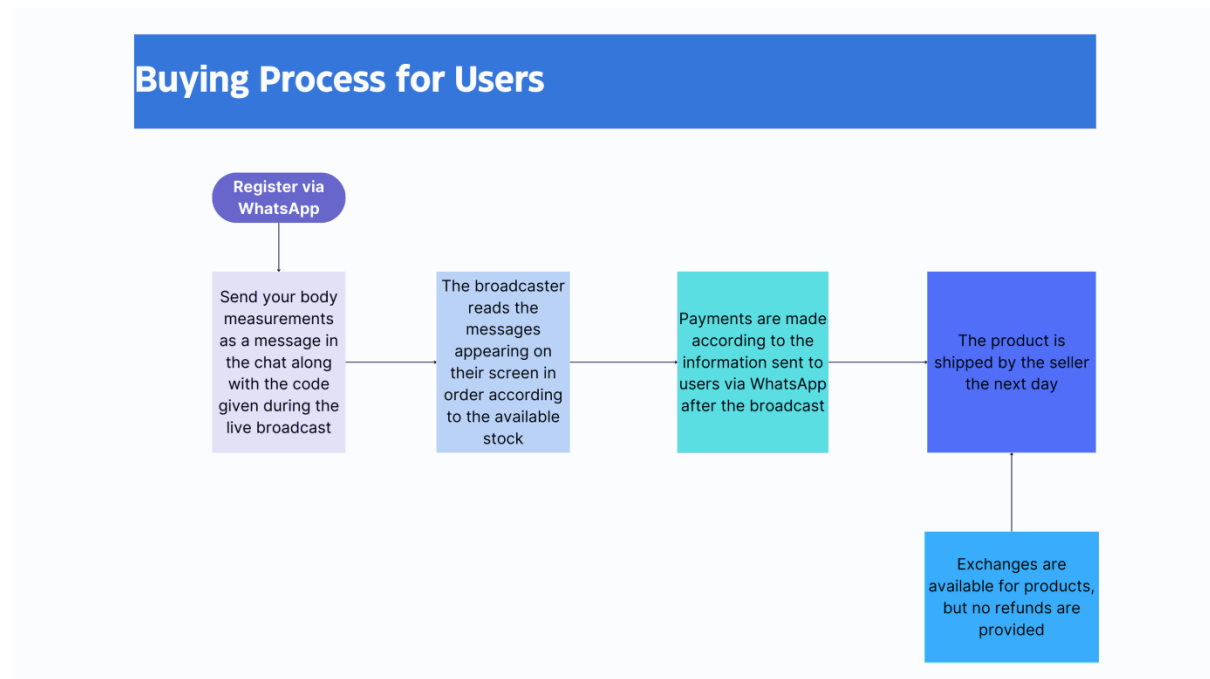 Buying Process for Users
Register via
WhatsApp
Send your body
measurements
as a message in
the chat along
with the code
given during the
live broadcast
The broadcaster
reads the
messages
appearing on
their screen in
order according
to the available
stock
Payments are made
according to the
information sent to
users via WhatsApp
after the broadcast
The product is
shipped by the seller
the next day
Exchanges are
available for products,
but no refunds are
provided